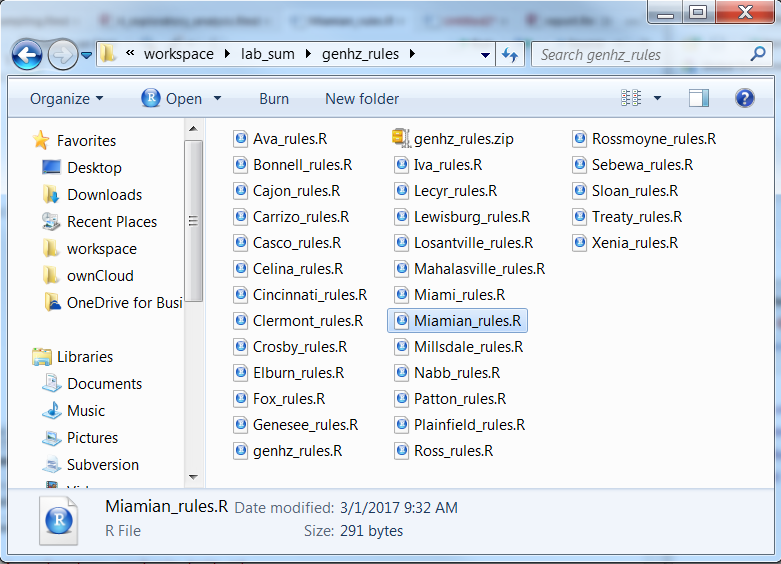 « workspace lab_sum genhz_rules
Search genhz_rules
Organize Open Burn New folder
Favorites
Desktop
Downloads
Recent Places
workspace
ownCloud
OneDrive for Busi
Libraries
Documents
Music
Pictures
Subversion
Ava_rules.R
Bonnell_rules.R
Cajon_rules.R
Carrizo_rules.R
Casco_rules.R
Celina_rules.R
Cincinnati_rules.R
Clermont_rules.R
Crosby_rules.R
Elburn_rules.R
Fox_rules.R
Genesee_rules.R
genhz_rules.R
genhz_rules.zip
Iva_rules.R
Lecyr_rules.R
Lewisburg_rules.R
Losantville_rules.R
Mahalasville_rules.R
Miami_rules.R
Miamian_rules.R
Millsdale_rules.R
Nabb_rules.R
Patton_rules.R
Plainfield_rules.R
Ross_rules.R
Rossmoyne_rules.R
Sebewa_rules.R
Sloan_rules.R
Treaty_rules.R
Xenia_rules.R
Miamian_rules.R Date modified: 3/1/2017 9:32 AM
R File Size: 291 bytes